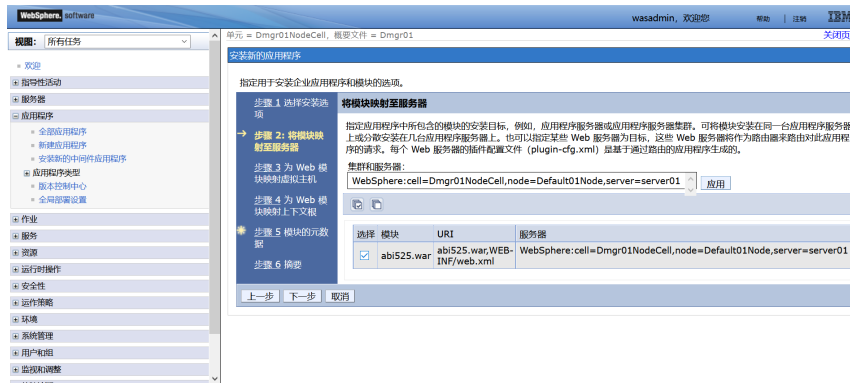 WebSphere. software
wasadmin，欢迎您
帮助 | 注销
IBM
视图： 所有任务
单元 = Dmgr01NodeCell，概要文件 = Dmgr01
关闭页
欢迎
指导性活动
服务器
应用程序
全部应用程序
新建应用程序
安装新的中间件应用程序
应用程序类型
版本控制中心
全局部署设置
作业
服务
资源
运行时操作
安全性
运作策略
环境
系统管理
用户和组
监视和调整
安装新的应用程序
指定用于安装企业应用程序和模块的选项。
步骤 1 选择安装选
项
步骤 2: 将模块映
射至服务器
步骤 3 为 Web 模
块映射虚拟主机
步骤 4 为 Web 模
块映射上下文根
步骤 5 模块的元数
据
步骤 6 摘要
将模块映射至服务器
指定应用程序中所包含的模块的安装目标，例如，应用程序服务器或应用程序服务器集群。可将模块安装在同一台应用程序服务器
上或分散安装在几台应用程序服务器上。也可以指定某些 Web 服务器为目标，这些 Web 服务器将作为路由器来路由对此应用程
序的请求。每个 Web 服务器的插件配置文件（plugin-cfg.xml）是基于通过路由的应用程序生成的。
集群和服务器：
WebSphere:cell=Dmgr01NodeCell,node=Default01Node,server=server01
应用
选择 模块 URI 服务器
abi525.war abi525.war,WEB-
INF/web.xml
WebSphere:cell=Dmgr01NodeCell,node=Default01Node,server=server01
上一步 下一步 取消